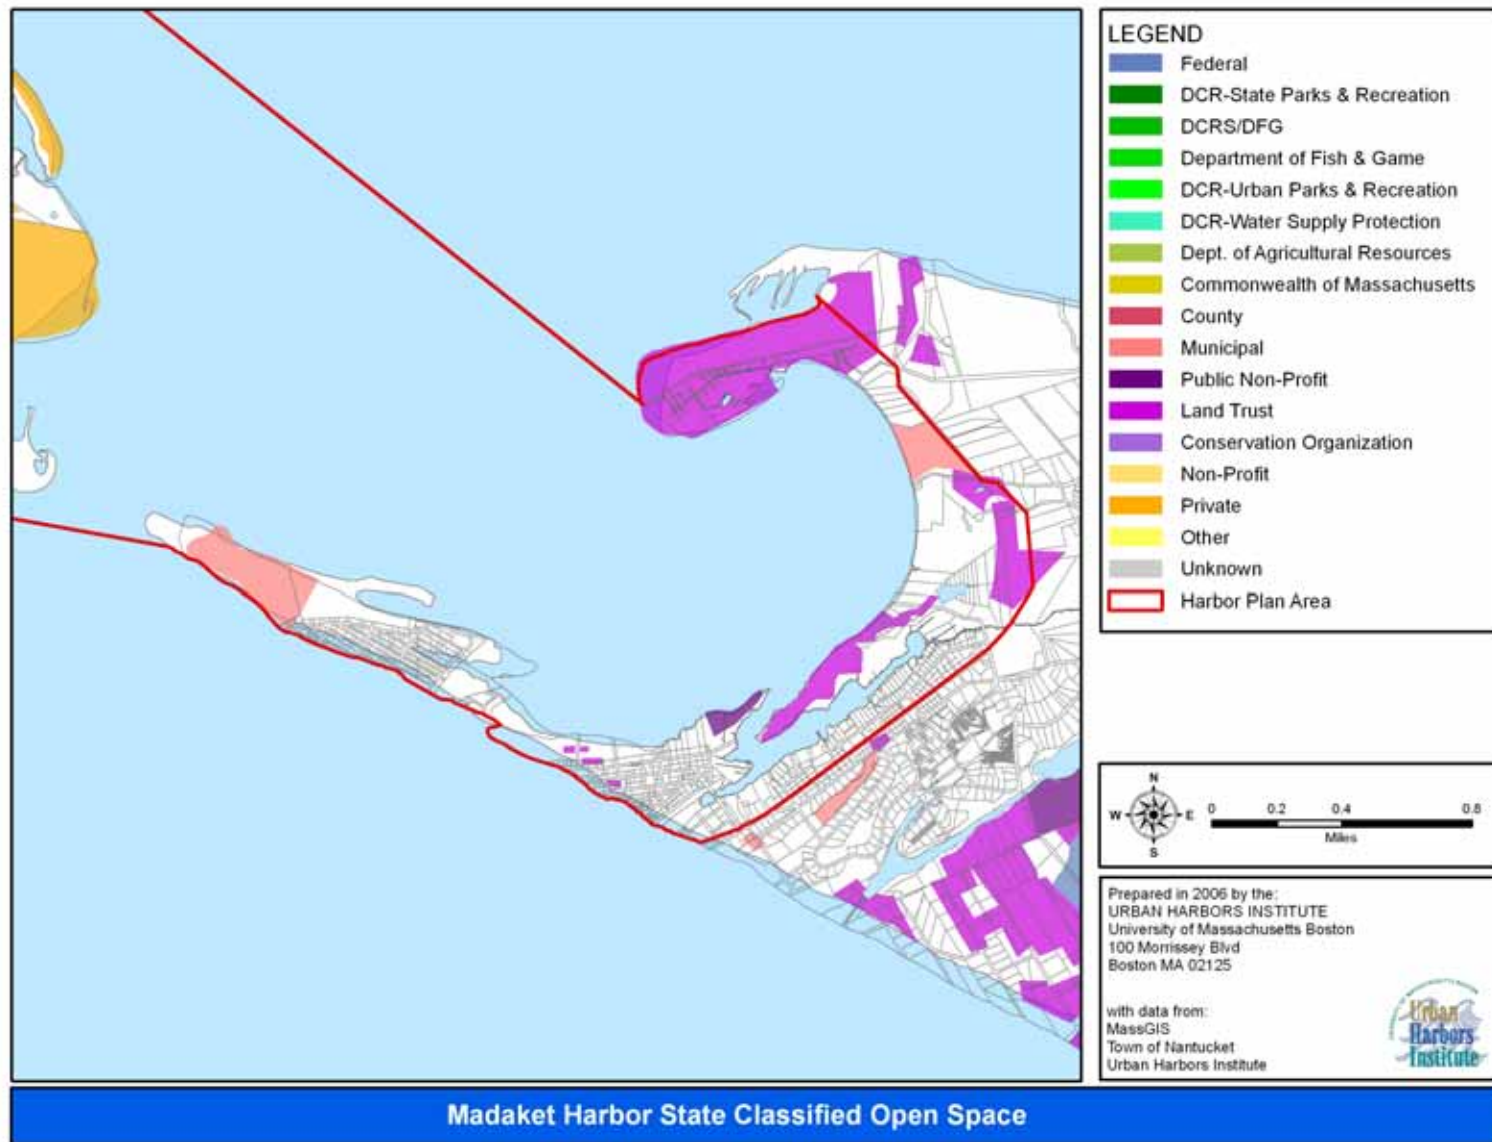 LEGEND
Federal
DCR-State Parks & Recreation
DCRS/DFG
Department of Fish & Game
DCR-Urban Parks & Recreation
DCR-Water Supply Protection
Dept. of Agricultural Resources
Commonwealth of Massachusetts
County
Municipal
Public Non-Profit
Land Trust
Conservation Organization
Non-Profit
Private
Other
Unknown
Harbor Plan Area
N
W E
S
0 0.2 0.4 0.8
Miles
Prepared in 2006 by the:
URBAN HARBORS INSTITUTE
University of Massachusetts Boston
100 Morrissey Blvd
Boston MA 02125
with data from:
MassGIS
Town of Nantucket
Urban Harbors Institute
Urban
Harbors
Institute
Madaket Harbor State Classified Open Space